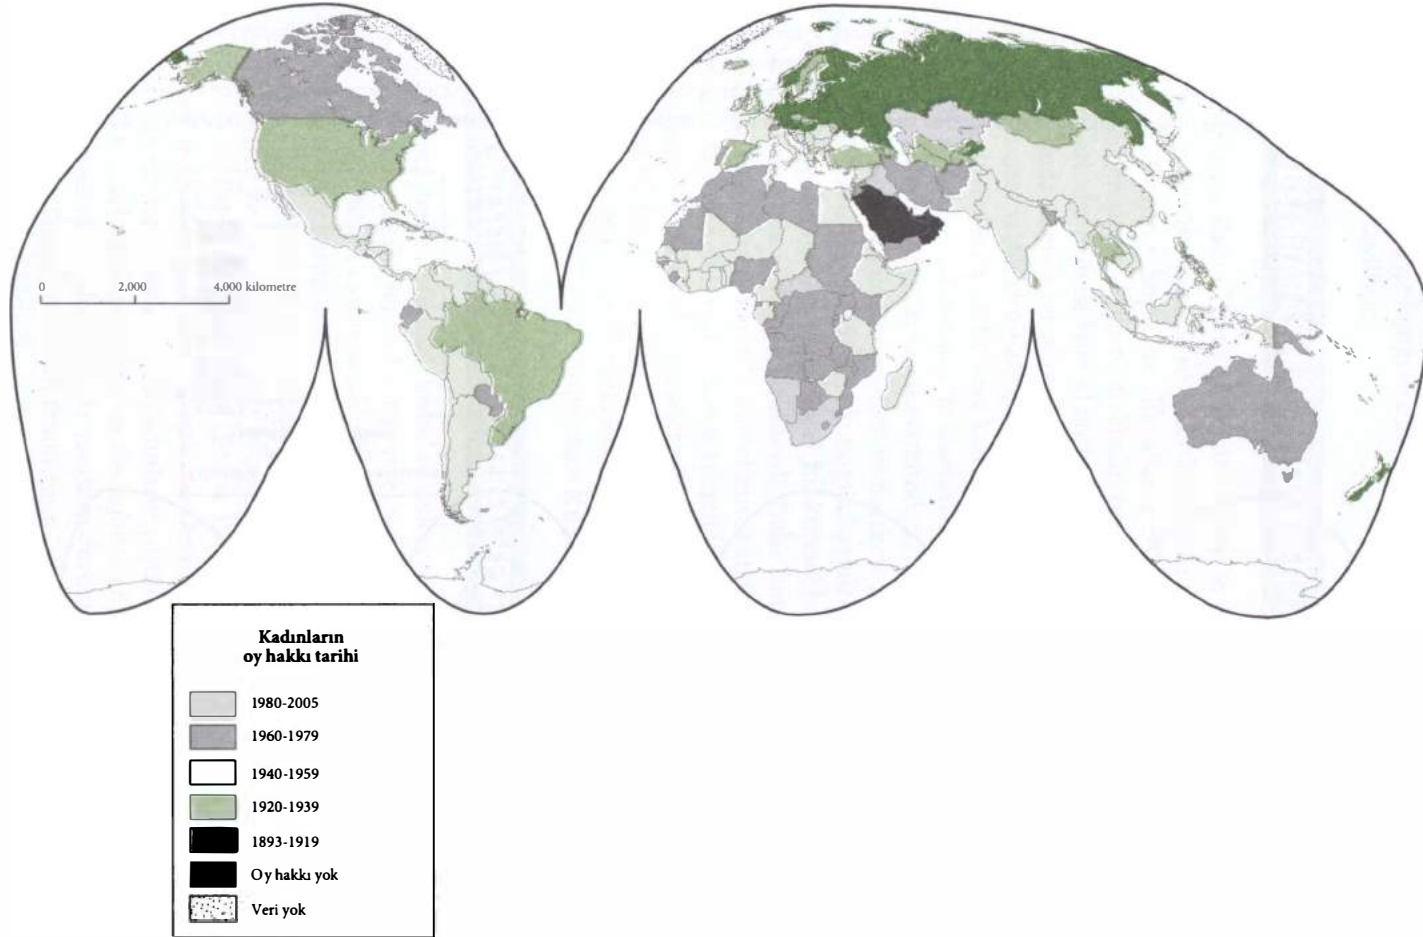 0
2,000
4,000 kilometre
Kadınların
oy hakkı tarihi
1980-2005
1960-1979
1940-1959
1920-1939
1893-1919
Oy hakkı yok
Veri yok